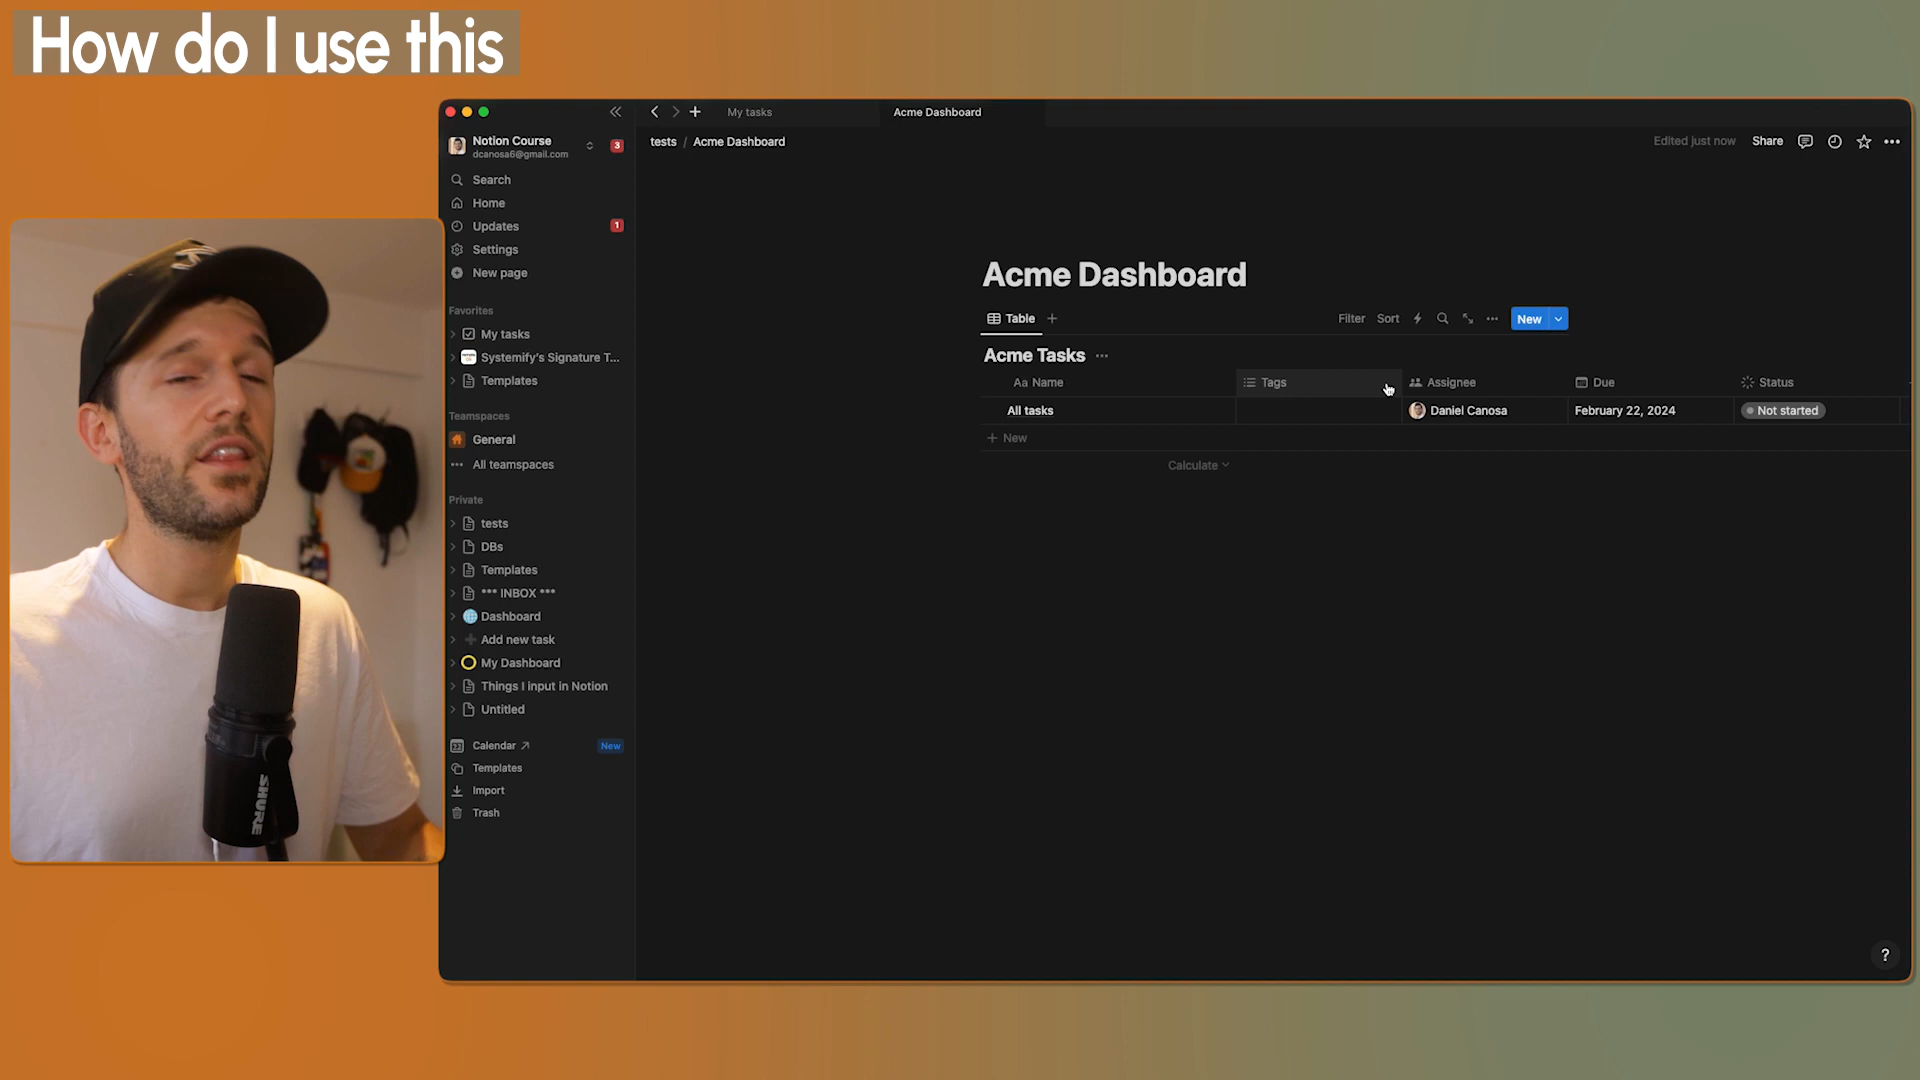 How do I use this
My tasks
Acme Dashboard
Notion Course
dcanosa6@gmail.com
3
tests / Acme Dashboard
Edited just now
Share
Search
Home
Updates
1
Settings
New page
Favorites
My tasks
Systemify's Signature T...
Templates
Teamspaces
General
All teamspaces
Private
tests
DBs
Templates
*** INBOX ***
Dashboard
Add new task
My Dashboard
Things I input in Notion
Untitled
Calendar
New
Templates
Import
Trash
Acme Dashboard
Table
Filter
Sort
New
Acme Tasks
Aa Name
Tags
Assignee
Due
Status
All tasks
Daniel Canosa
February 22, 2024
Not started
+ New
Calculate
?
SHURE